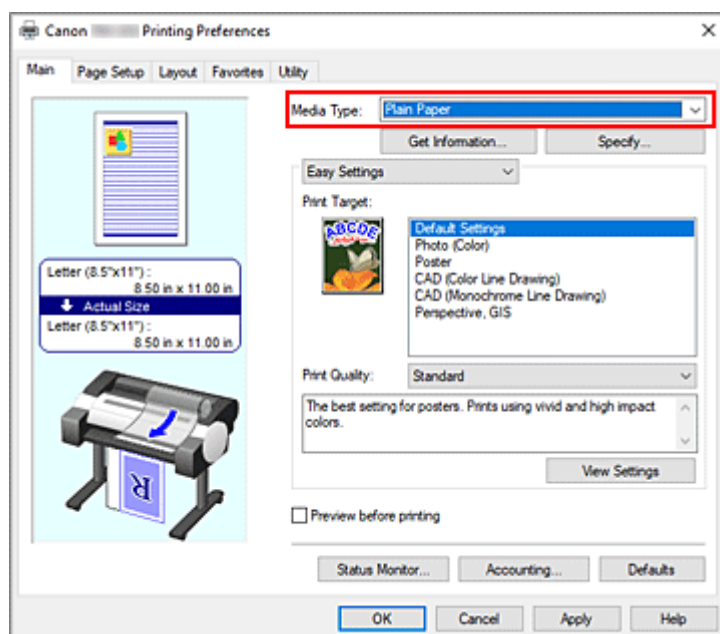 Canon Printing Preferences
Main Page Setup Layout Favorites Utility
Media Type: Plain Paper
Get Information... Specify...
Easy Settings
Print Target:
ABCDE
Default Settings
Photo (Color)
Poster
CAD (Color Line Drawing)
CAD (Monochrome Line Drawing)
Perspective, GIS
Letter (8.5"x11") :
8.50 in x 11.00 in
Actual Size
Letter (8.5"x11") :
8.50 in x 11.00 in
R
Print Quality: Standard
The best setting for posters. Prints using vivid and high impact
colors.
View Settings
Preview before printing
Status Monitor... Accounting... Defaults
OK Cancel Apply Help